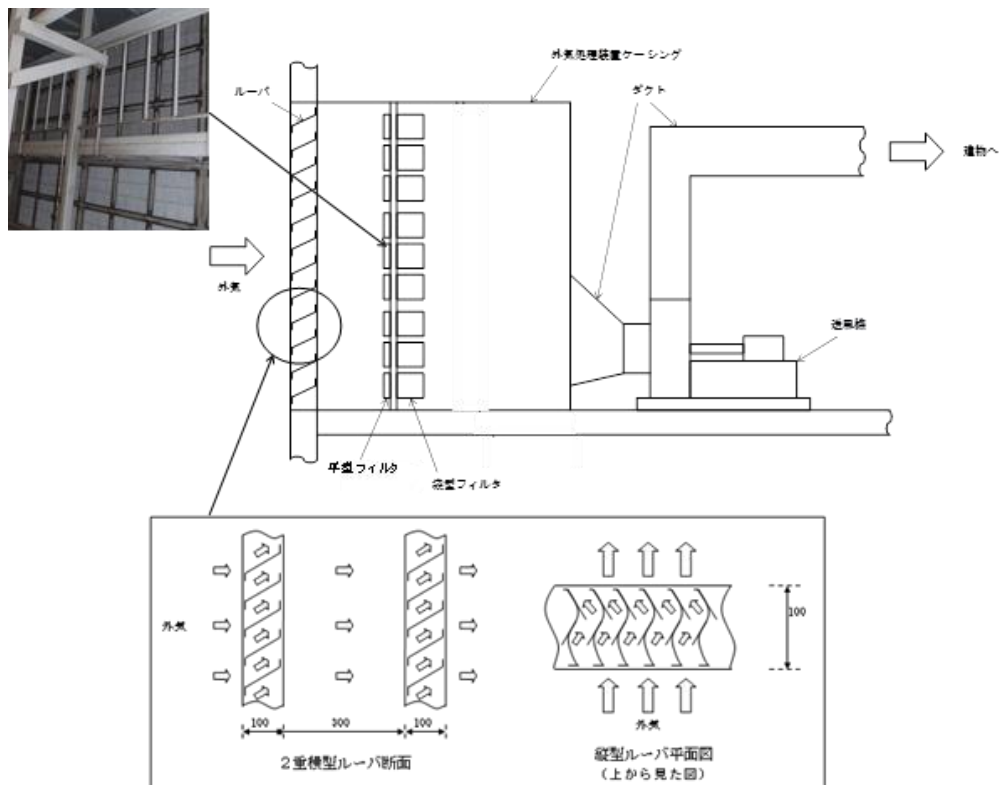 外気処理装置ケーシング
ルーバ
ダクト
建物へ
外気
送風機
平型フィルタ
袋型フィルタ
外気
100
300
100
2重横型ルーバ断面
100
外気
縦型ルーバ平面図
(上から見た図)